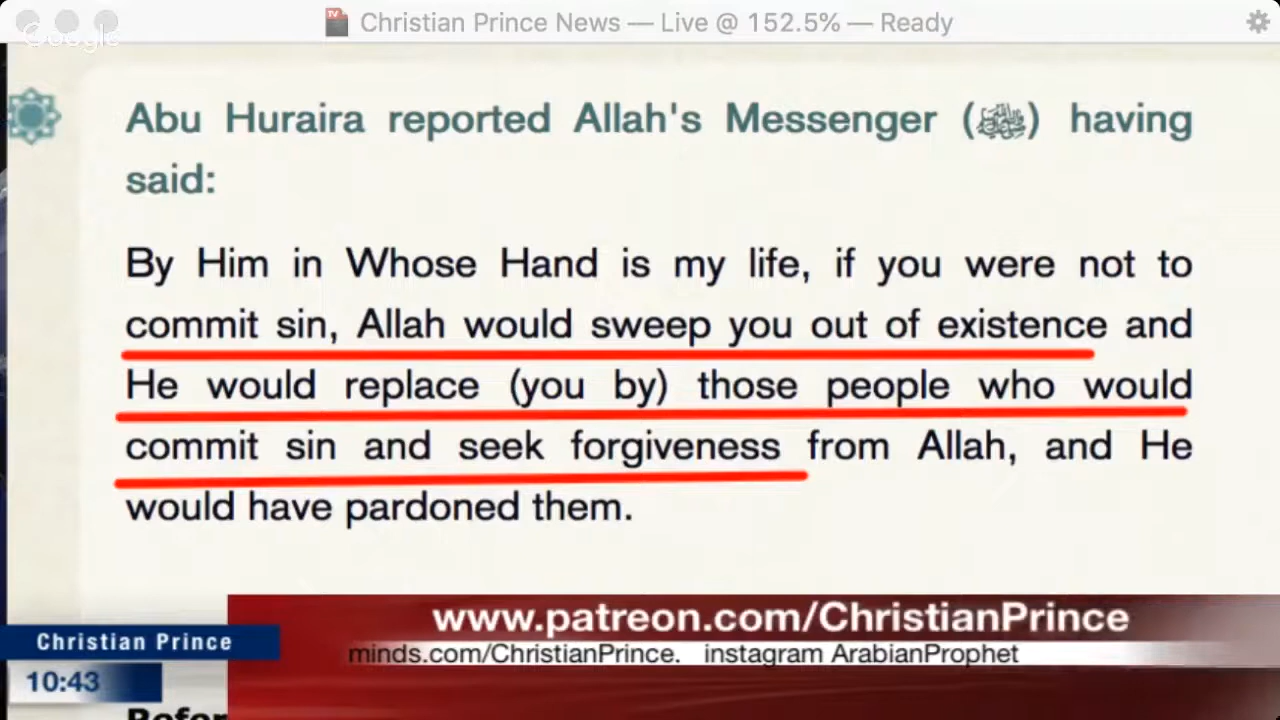 Christian Prince News — Live @ 152.5% — Ready
Google
Abu Huraira reported Allah's Messenger (ﷺ) having
said:
By Him in Whose Hand is my life, if you were not to
commit sin, Allah would sweep you out of existence and
He would replace (you by) those people who would
commit sin and seek forgiveness from Allah, and He
would have pardoned them.
www.patreon.com/ChristianPrince
Christian Prince
minds.com/ChristianPrince. instagram ArabianProphet
10:43